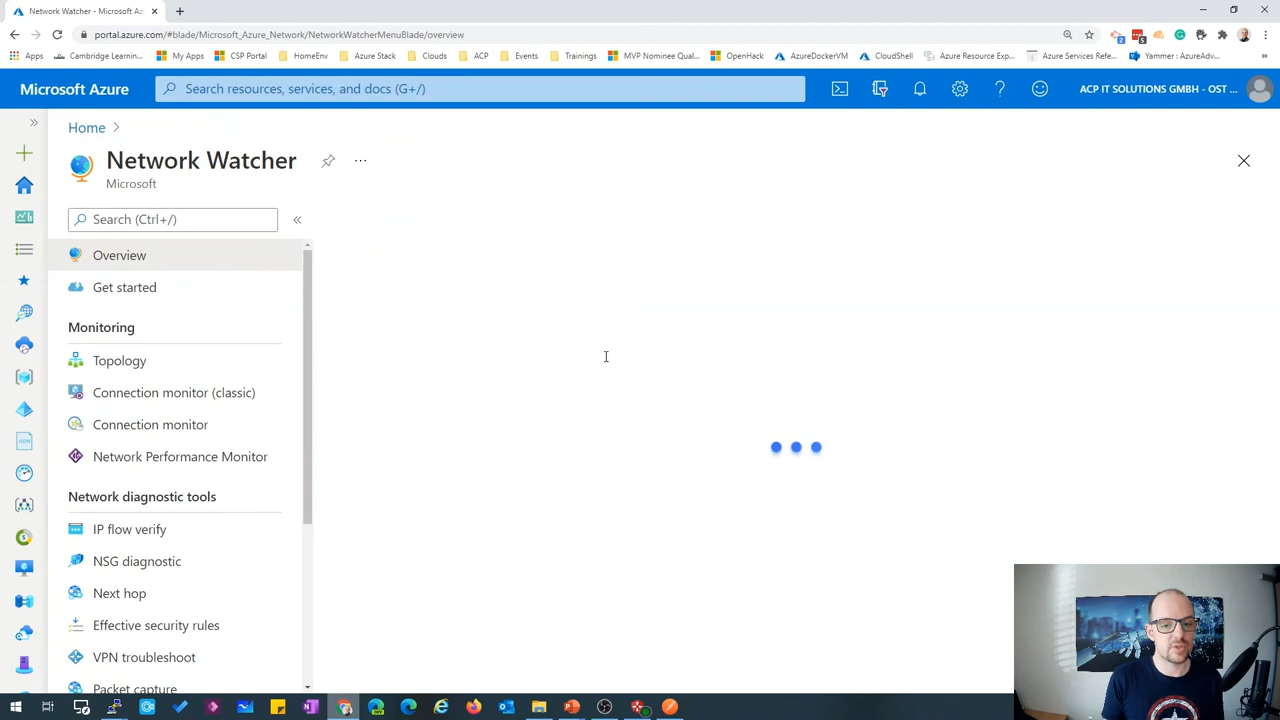 Network Watcher - Microsoft A
portal.azure.com/#blade/Microsoft_Azure_Network/NetworkWatcherMenuBlade/overview
Apps Cambridge Learnin... My Apps CSP Portal HomeEnv Azure Stack Clouds ACP Events Trainings MVP Nominee Qual... OpenHack AzureDockerVM CloudShell Azure Resource Exp... Azure Services Refe... Yammer : AzureAdv...
Microsoft Azure
Search resources, services, and docs (G+/)
ACP IT SOLUTIONS GMBH - OST ...
Home
Network Watcher
Microsoft
Search (Ctrl+/)
Overview
Get started
Monitoring
Topology
Connection monitor (classic)
Connection monitor
Network Performance Monitor
Network diagnostic tools
IP flow verify
NSG diagnostic
Next hop
Effective security rules
VPN troubleshoot
Packet capture